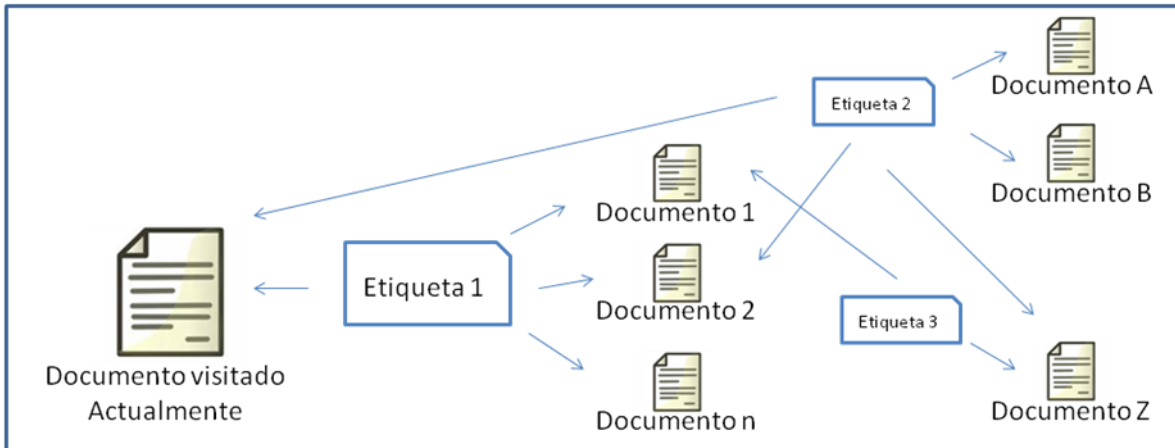 Documento A
Etiqueta 2
Documento B
Documento 1
Etiqueta 1
Documento 2
Etiqueta 3
Documento visitado
Actualmente
Documento n
Documento Z